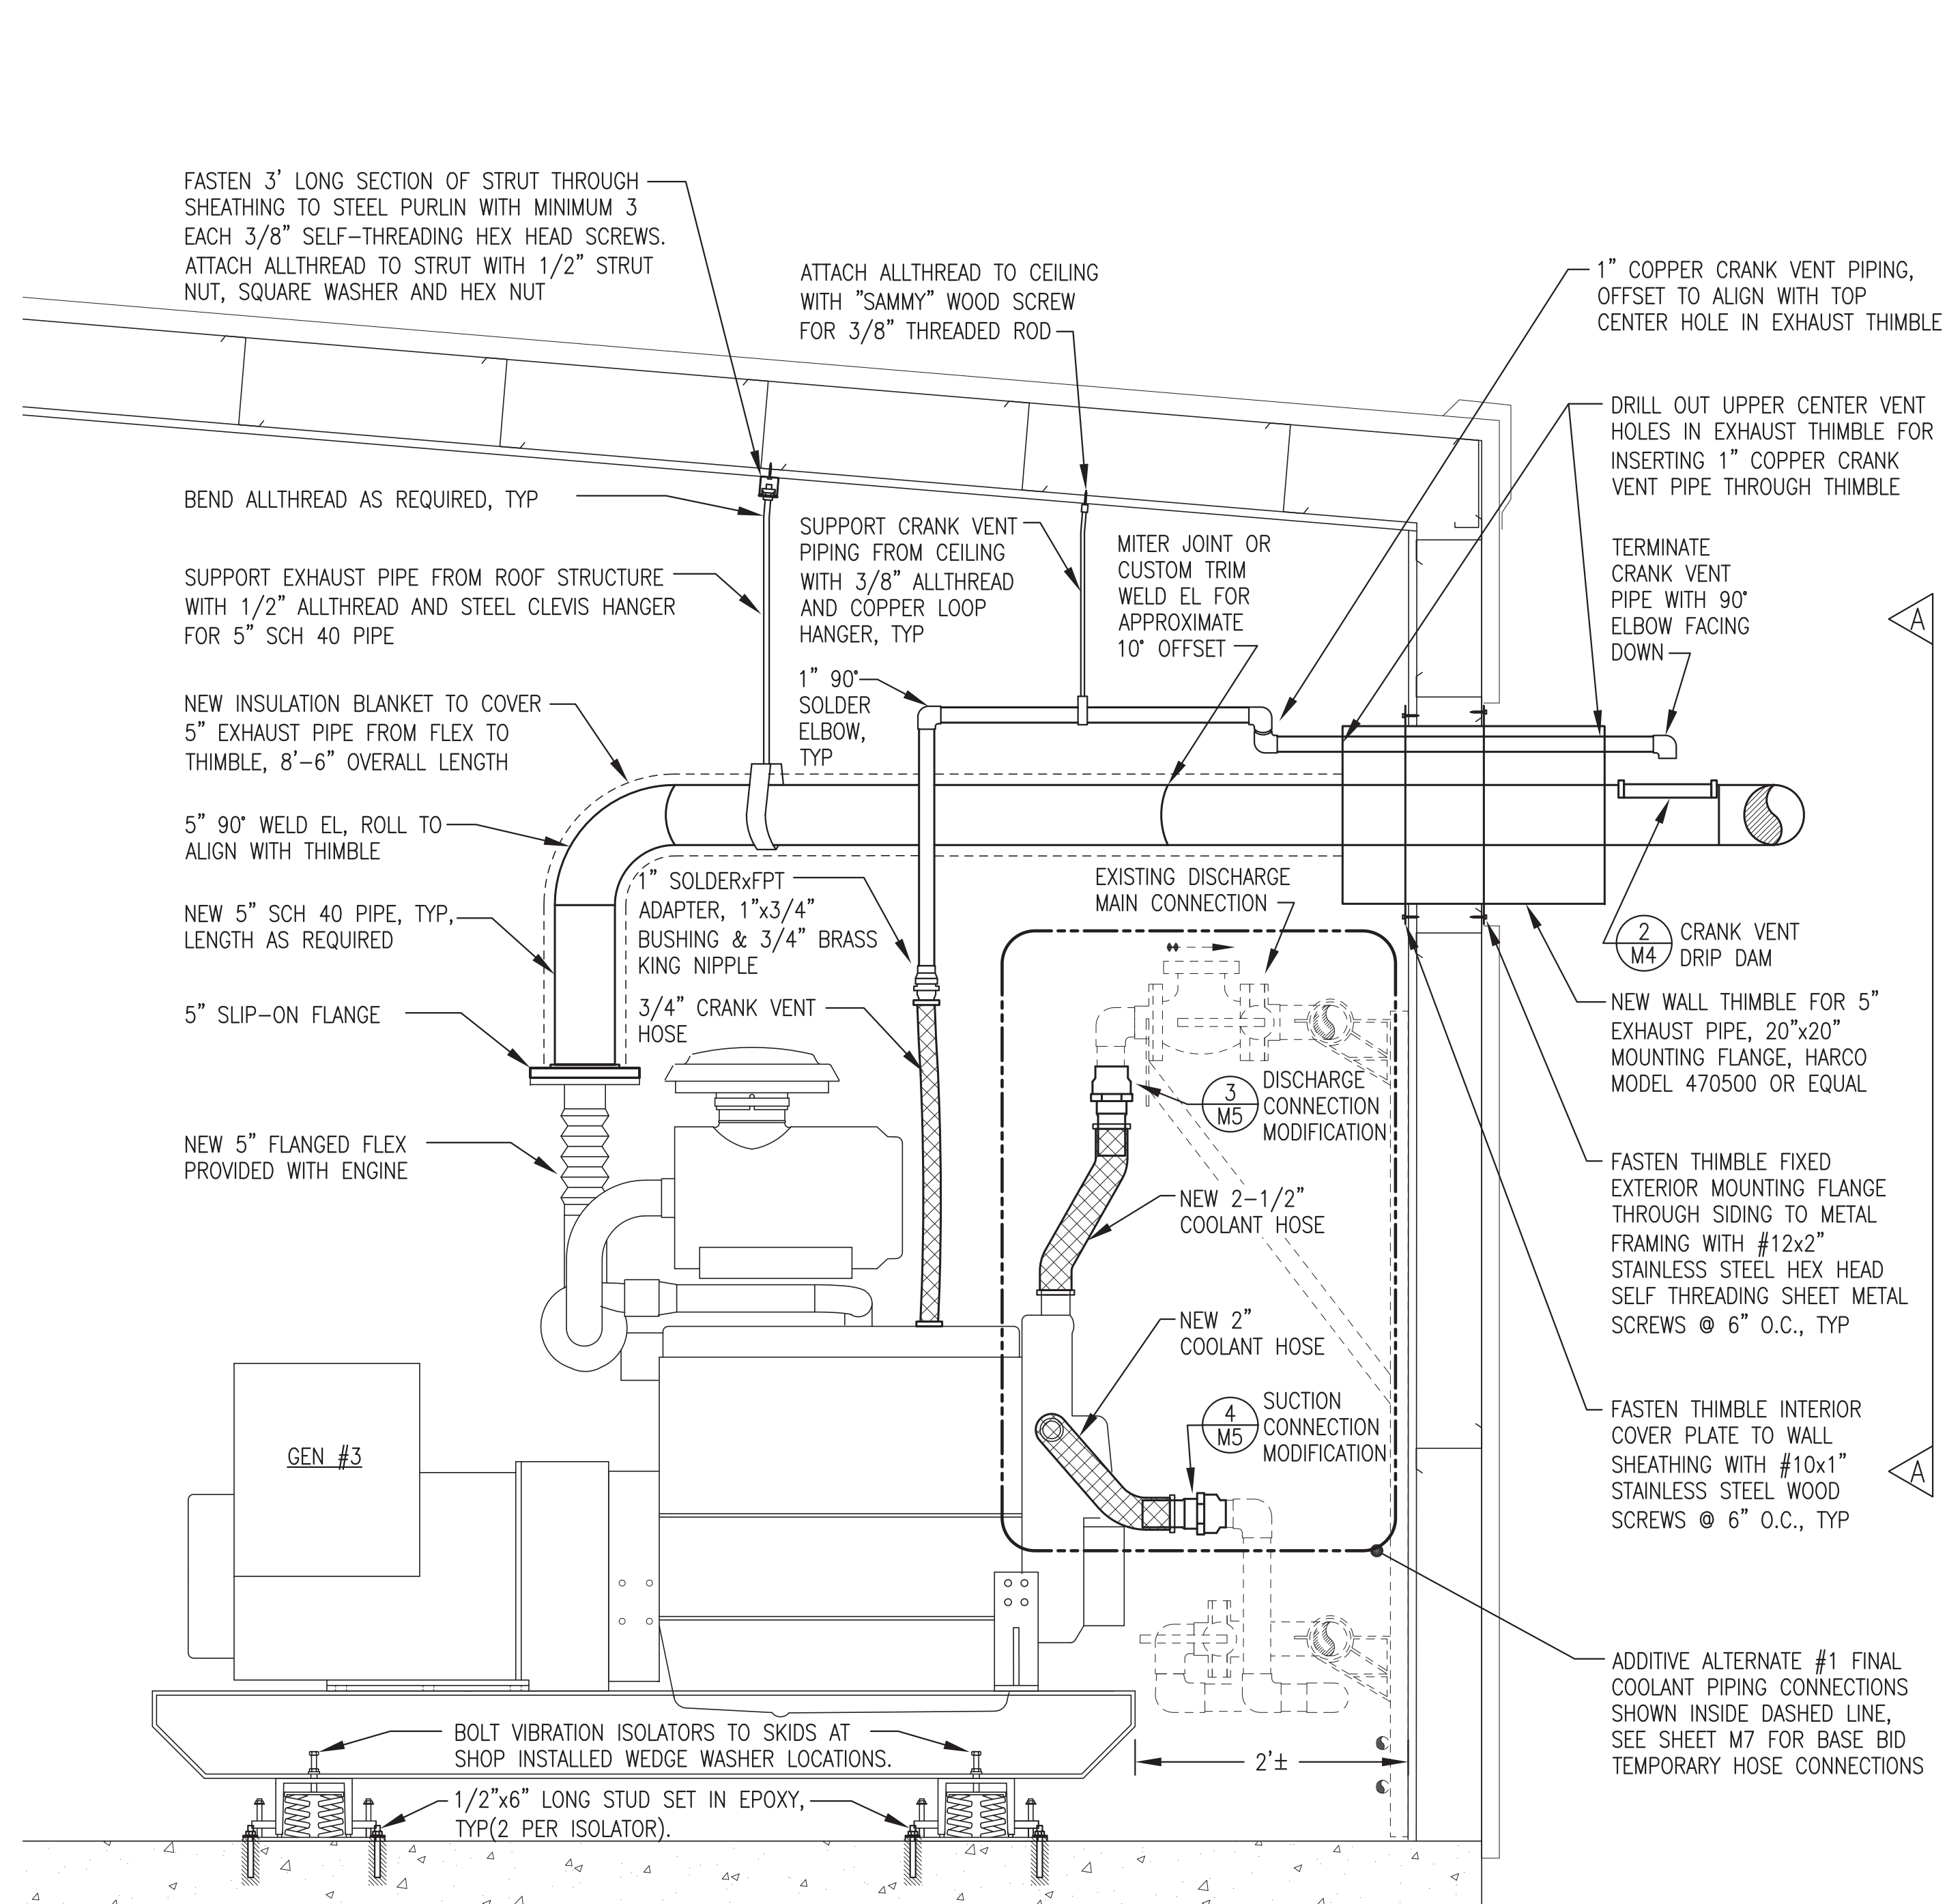 FASTEN 3' LONG SECTION OF STRUT THROUGH
SHEATHING TO STEEL PURLIN WITH MINIMUM 3
EACH 3/8" SELF-THREADING HEX HEAD SCREWS.
ATTACH ALLTHREAD TO STRUT WITH 1/2" STRUT
NUT, SQUARE WASHER AND HEX NUT
ATTACH ALLTHREAD TO CEILING
WITH "SAMMY" WOOD SCREW
FOR 3/8" THREADED ROD
1" COPPER CRANK VENT PIPING,
OFFSET TO ALIGN WITH TOP
CENTER HOLE IN EXHAUST THIMBLE
DRILL OUT UPPER CENTER VENT
HOLES IN EXHAUST THIMBLE FOR
INSERTING 1" COPPER CRANK
VENT PIPE THROUGH THIMBLE
BEND ALLTHREAD AS REQUIRED, TYP
SUPPORT CRANK VENT
PIPING FROM CEILING
WITH 3/8" ALLTHREAD
AND COPPER LOOP
HANGER, TYP
MITER JOINT OR
CUSTOM TRIM
WELD EL FOR
APPROXIMATE
10° OFFSET
TERMINATE
CRANK VENT
PIPE WITH 90°
ELBOW FACING
DOWN
A
SUPPORT EXHAUST PIPE FROM ROOF STRUCTURE
WITH 1/2" ALLTHREAD AND STEEL CLEVIS HANGER
FOR 5" SCH 40 PIPE
1" 90°
SOLDER
ELBOW,
TYP
NEW INSULATION BLANKET TO COVER
5" EXHAUST PIPE FROM FLEX TO
THIMBLE, 8'-6" OVERALL LENGTH
5" 90° WELD EL, ROLL TO
ALIGN WITH THIMBLE
1" SOLDERxFPT
ADAPTER, 1"x3/4"
BUSHING & 3/4" BRASS
KING NIPPLE
EXISTING DISCHARGE
MAIN CONNECTION
NEW 5" SCH 40 PIPE, TYP,
LENGTH AS REQUIRED
2
M4
CRANK VENT
DRIP DAM
5" SLIP-ON FLANGE
3/4" CRANK VENT
HOSE
NEW WALL THIMBLE FOR 5"
EXHAUST PIPE, 20"x20"
MOUNTING FLANGE, HARCO
MODEL 470500 OR EQUAL
3
M5
DISCHARGE
CONNECTION
MODIFICATION
NEW 5" FLANGED FLEX
PROVIDED WITH ENGINE
FASTEN THIMBLE FIXED
EXTERIOR MOUNTING FLANGE
THROUGH SIDING TO METAL
FRAMING WITH #12x2"
STAINLESS STEEL HEX HEAD
SELF THREADING SHEET METAL
SCREWS @ 6" O.C., TYP
NEW 2-1/2"
COOLANT HOSE
NEW 2"
COOLANT HOSE
4
M5
SUCTION
CONNECTION
MODIFICATION
GEN #3
FASTEN THIMBLE INTERIOR
COVER PLATE TO WALL
SHEATHING WITH #10x1"
STAINLESS STEEL WOOD
SCREWS @ 6" O.C., TYP
A
ADDITIVE ALTERNATE #1 FINAL
COOLANT PIPING CONNECTIONS
SHOWN INSIDE DASHED LINE,
SEE SHEET M7 FOR BASE BID
TEMPORARY HOSE CONNECTIONS
BOLT VIBRATION ISOLATORS TO SKIDS AT
SHOP INSTALLED WEDGE WASHER LOCATIONS.
2'±
1/2"x6" LONG STUD SET IN EPOXY,
TYP(2 PER ISOLATOR).